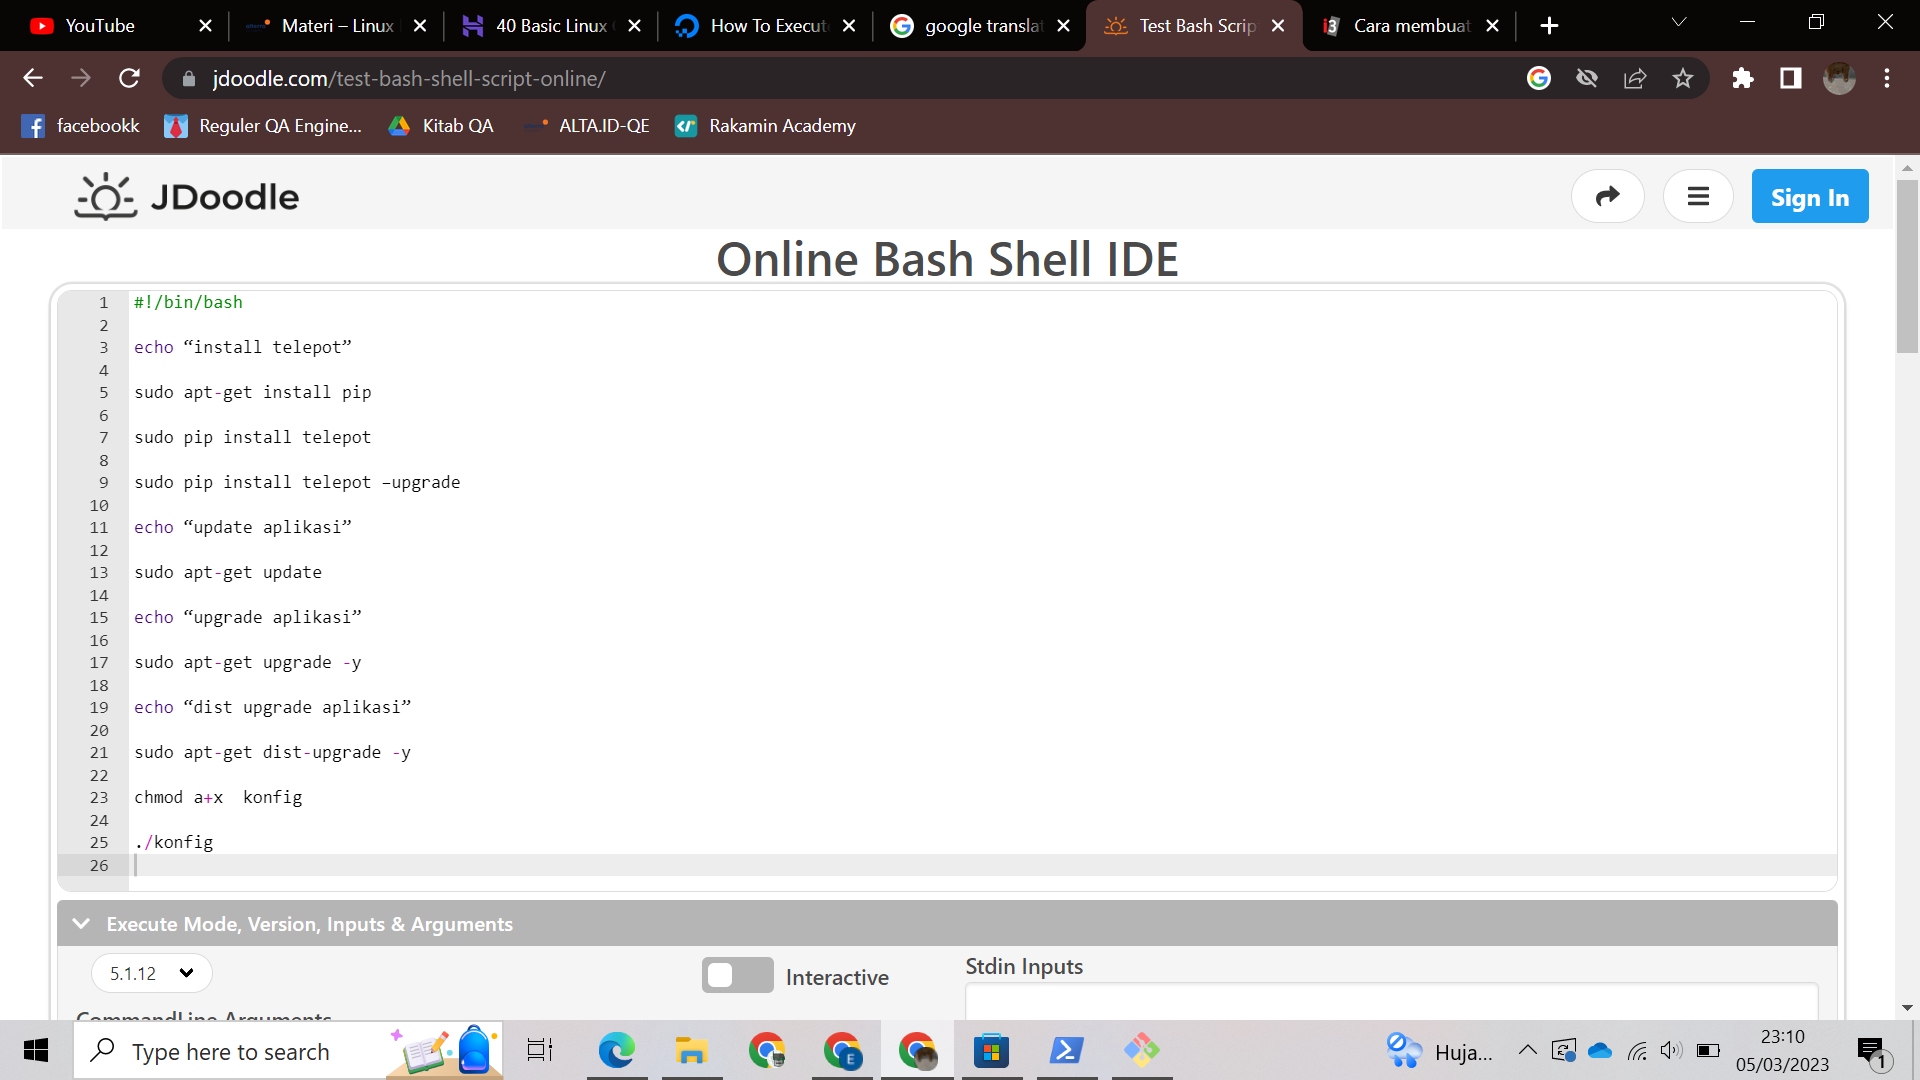 YouTube
Materi – Linux
40 Basic Linux
How To Execut
google translat
Test Bash Scrip
i3
Cara membuat
jdoodle.com/test-bash-shell-script-online/
facebookk
Reguler QA Engine...
Kitab QA
ALTA.ID-QE
Rakamin Academy
JDoodle
Sign In
Online Bash Shell IDE
1 #!/bin/bash
2
3 echo “install telepot”
4
5 sudo apt-get install pip
6
7 sudo pip install telepot
8
9 sudo pip install telepot –upgrade
10
11 echo “update aplikasi”
12
13 sudo apt-get update
14
15 echo “upgrade aplikasi”
16
17 sudo apt-get upgrade -y
18
19 echo “dist upgrade aplikasi”
20
21 sudo apt-get dist-upgrade -y
22
23 chmod a+x  konfig
24
25 ./konfig
26
Execute Mode, Version, Inputs & Arguments
5.1.12
Interactive
Stdin Inputs
CommandLine Arguments
Type here to search
E
Huja...
23:10
05/03/2023
1